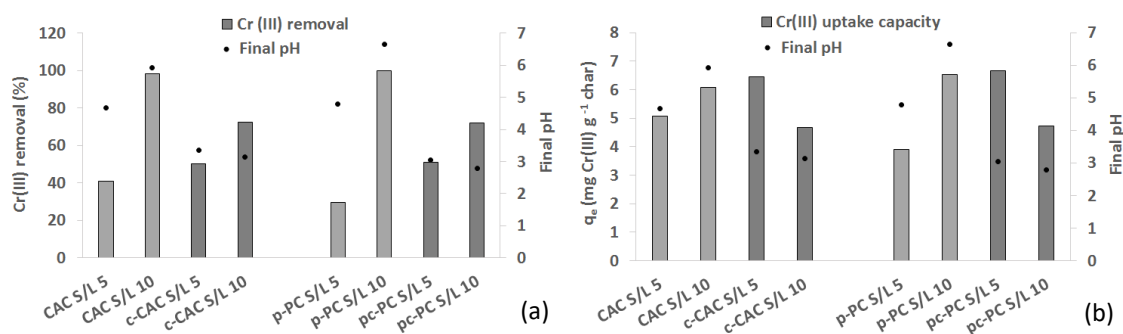 Cr (III) removal
Final pH
Cr(III) removal (%)
120
100
80
60
40
20
0
7
6
5
4
3
2
1
0
Final pH
CAC S/L 5
CAC S/L 10
c-CAC S/L 5
c-CAC S/L 10
p-PC S/L 5
p-PC S/L 10
pc-PC S/L 5
pc-PC S/L 10
(a)
Cr(III) uptake capacity
Final pH
qe (mg Cr(III) g -1 char)
8
7
6
5
4
3
2
1
0
7
6
5
4
3
2
1
0
Final pH
CAC S/L 5
CAC S/L 10
c-CAC S/L 5
c-CAC S/L 10
p-PC S/L 5
p-PC S/L 10
pc-PC S/L 5
pc-PC S/L 10
(b)